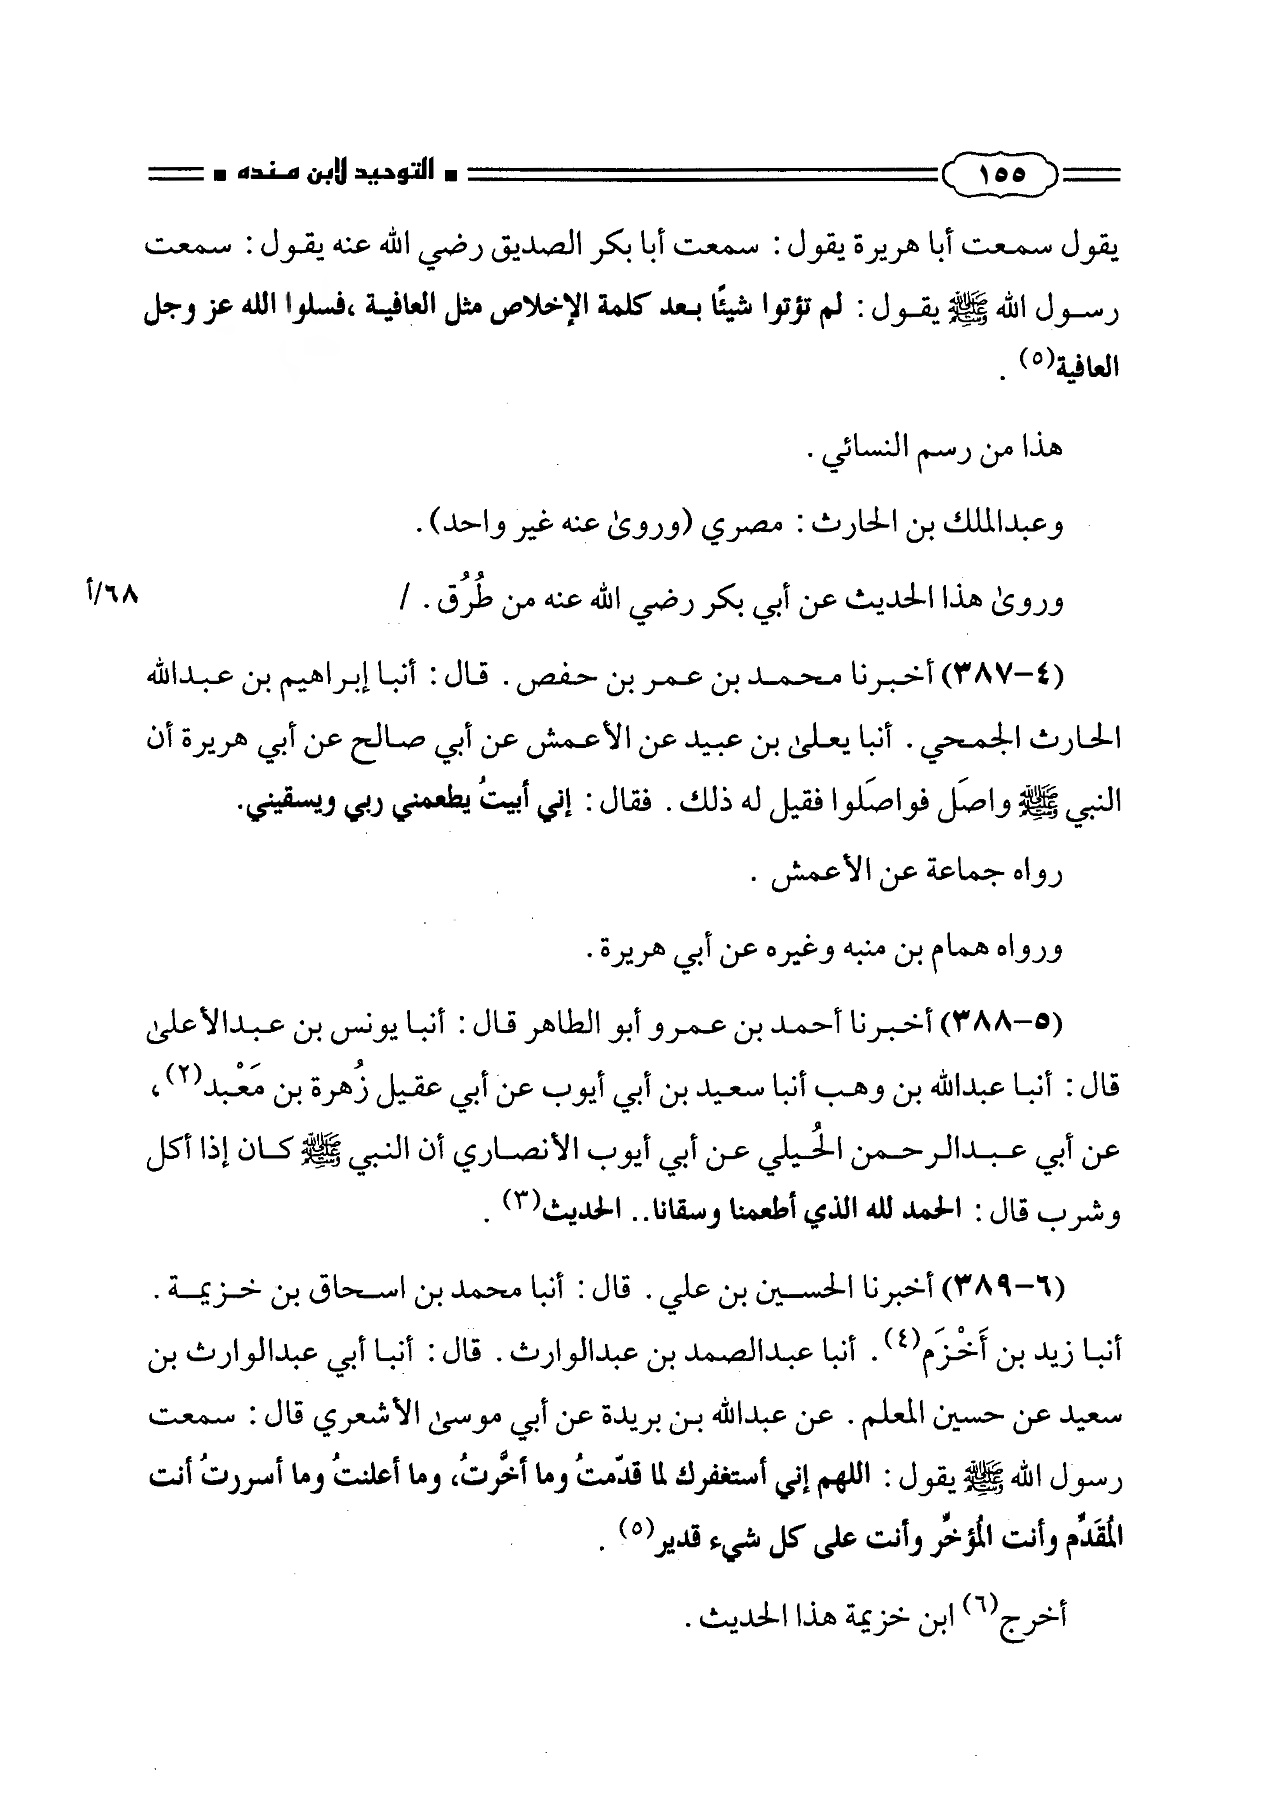 ١٥٥ ■ التوحيد لابن منده ■
يقول سمعت أبا هريرة يقول : سمعت أبا بكر الصديق رضي الله عنه يقول : سمعت
رسول الله ﷺ يقول : لم تؤتوا شيئًا بعد كلمة الإخلاص مثل العافية ،فسلوا الله عز وجل
العافية(٥) .
هذا من رسم النسائي .
وعبدالملك بن الحارث : مصري (وروىٰ عنه غير واحد).
وروىٰ هذا الحديث عن أبي بكر رضي الله عنه من طُرُق . / ٦٨/أ
(٤-٣٨٧) أخبرنا محمد بن عمر بن حفص . قال : أنبا إبراهيم بن عبدالله
الحارث الجمحي . أنبا يعلىٰ بن عبيد عن الأعمش عن أبي صالح عن أبي هريرة أن
النبي ﷺ واصَل فواصَلوا فقيل له ذلك . فقال : إني أبيتُ يطعمني ربي ويسقيني.
رواه جماعة عن الأعمش .
ورواه همام بن منبه وغيره عن أبي هريرة .
(٥-٣٨٨) أخبرنا أحمد بن عمرو أبو الطاهر قال : أنبا يونس بن عبدالأعلىٰ
قال : أنبا عبدالله بن وهب أنبا سعيد بن أبي أيوب عن أبي عقيل زُهرة بن مَعْبد(٢)،
عن أبي عبدالرحمن الحُيلي عن أبي أيوب الأنصاري أن النبي ﷺ كان إذا أكل
وشرب قال : الحمد لله الذي أطعمنا وسقانا.. الحديث(٣) .
(٦-٣٨٩) أخبرنا الحسين بن علي . قال : أنبا محمد بن اسحاق بن خزيمة .
أنبا زيد بن أَخْزَم(٤). أنبا عبدالصمد بن عبدالوارث . قال : أنبا أبي عبدالوارث بن
سعيد عن حسين المعلم . عن عبدالله بن بريدة عن أبي موسىٰ الأشعري قال : سمعت
رسول الله ﷺ يقول : اللهم إني أستغفرك لما قدّمتُ وما أخَّرتُ، وما أعلنتُ وما أسررتُ أنت
المُقَدِّم وأنت المُؤخِّر وأنت على كل شيء قدير(٥) .
أخرج(٦) ابن خزيمة هذا الحديث .